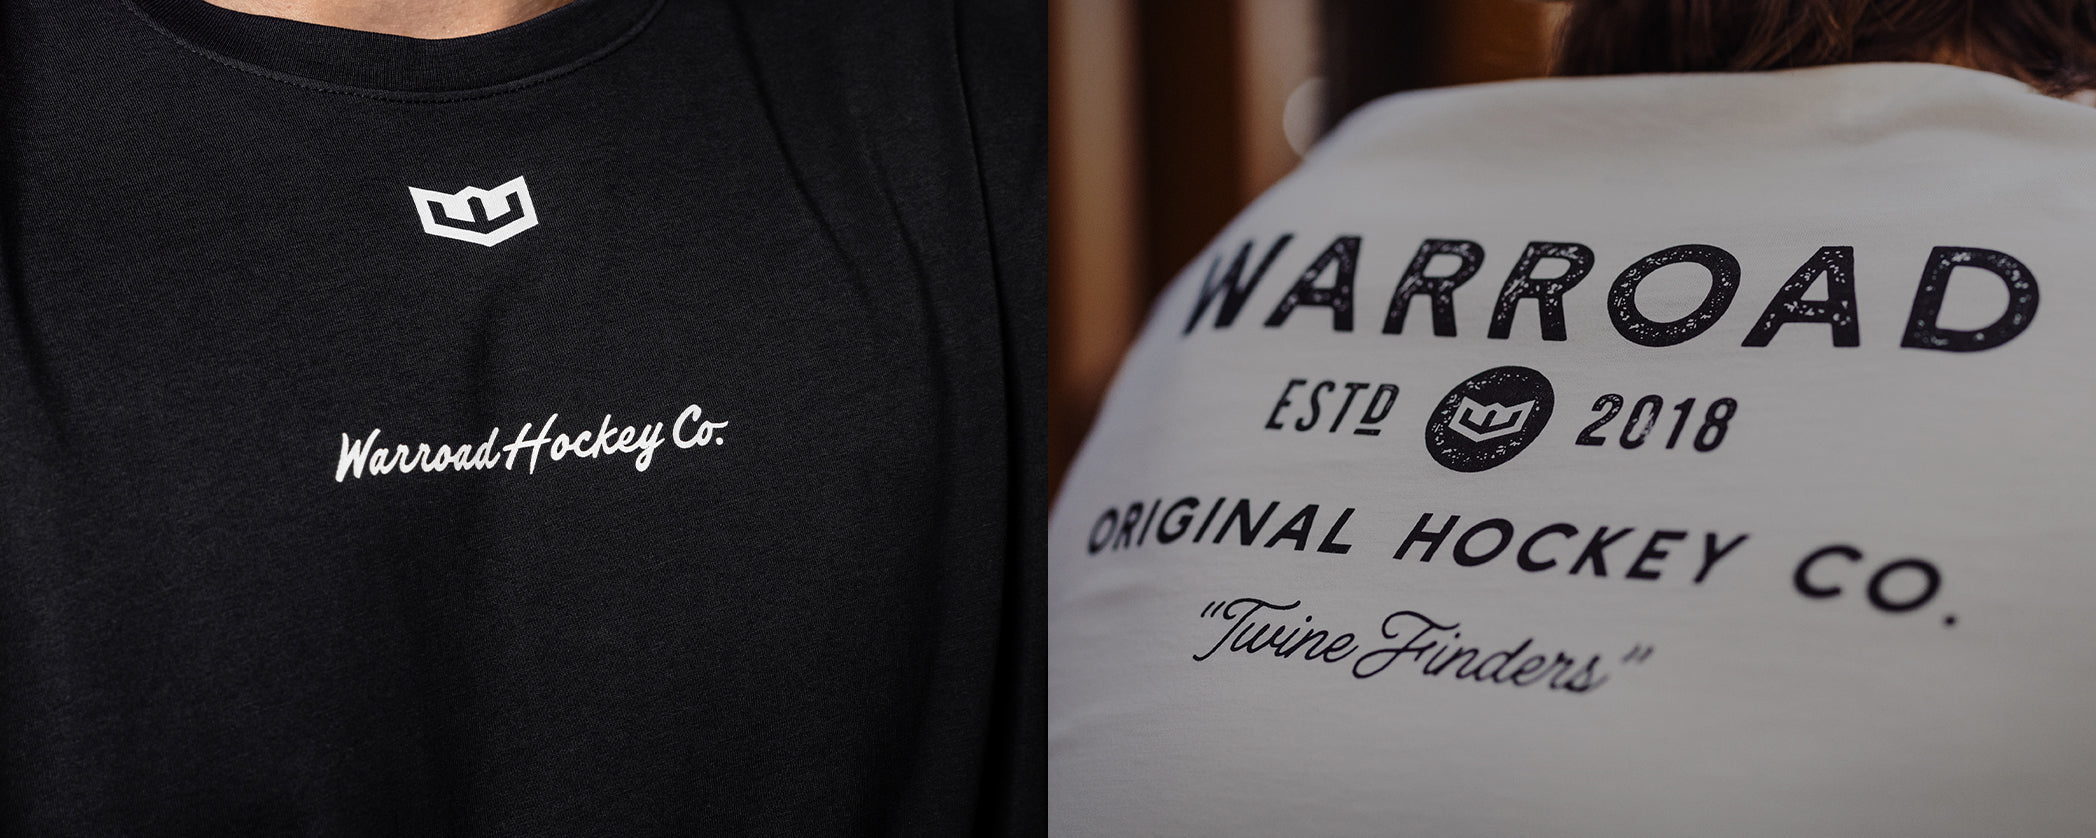 Warroad Hockey Co.
WARROAD
ESTD 2018
ORIGINAL HOCKEY CO.
"Twine Finders"